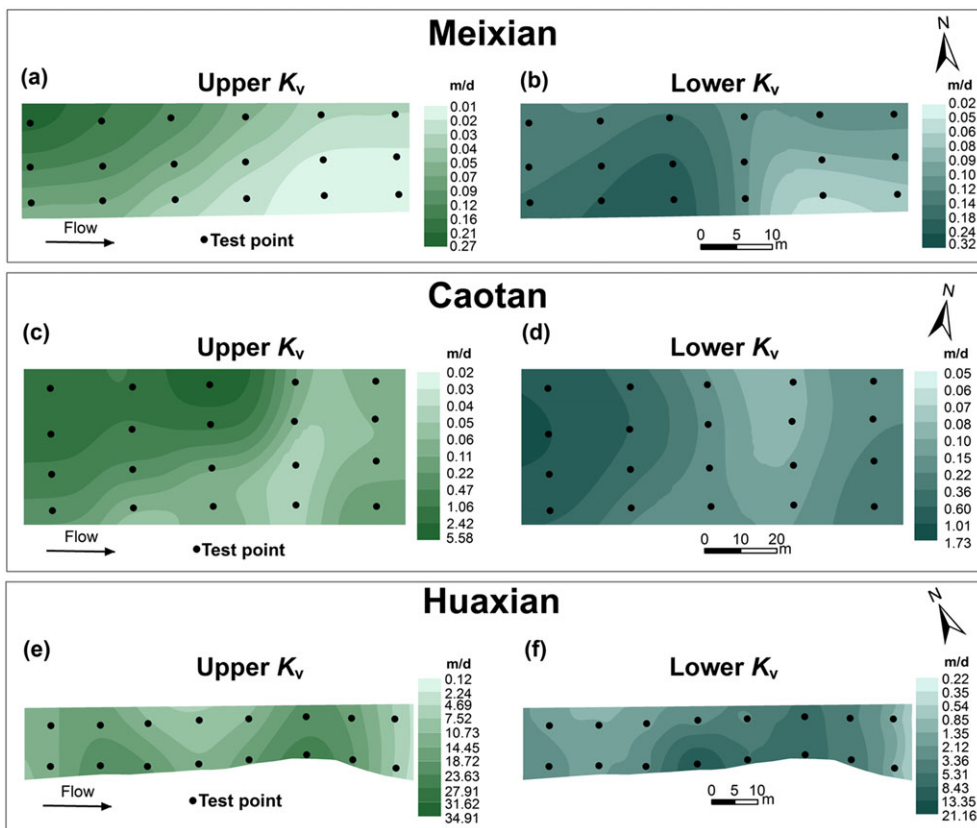 Meixian
N
(a)
Upper Kv
m/d
0.01
0.02
0.03
0.04
0.05
0.07
0.09
0.12
0.16
0.21
0.27
Flow
Test point
(b)
Lower Kv
m/d
0.02
0.03
0.04
0.05
0.06
0.08
0.10
0.14
0.18
0.24
0.32
0 5 10
m
Caotan
N
(c)
Upper Kv
m/d
0.02
0.03
0.04
0.05
0.06
0.11
0.22
0.47
1.06
2.42
5.58
Flow
Test point
(d)
Lower Kv
m/d
0.05
0.06
0.07
0.08
0.10
0.15
0.22
0.36
0.60
1.01
1.73
0 10 20
m
Huaxian
N
(e)
Upper Kv
m/d
0.12
2.24
4.69
7.52
10.73
14.45
18.72
23.63
27.91
31.62
34.91
Flow
Test point
(f)
Lower Kv
m/d
0.22
0.35
0.54
0.85
1.35
2.12
3.36
5.31
8.43
13.35
21.16
0 5 10
m